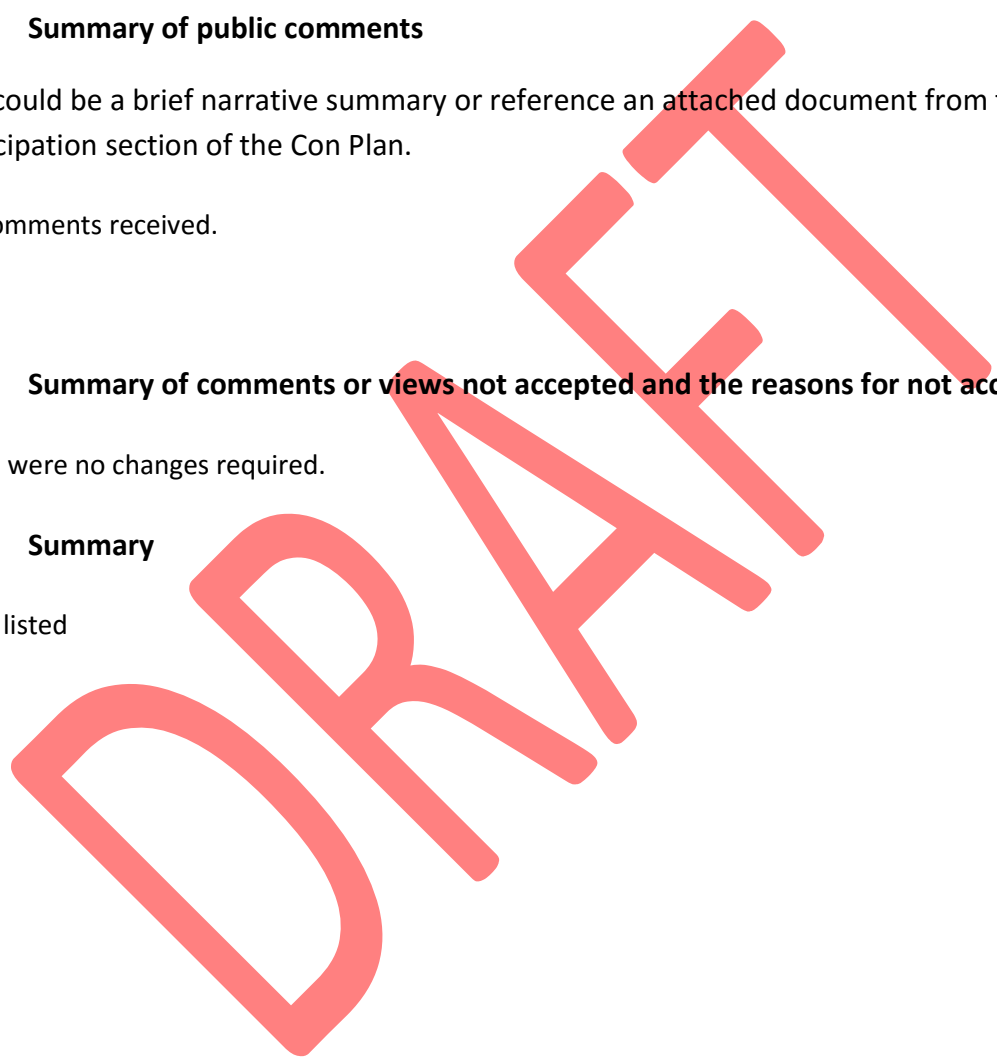 Summary of public comments
could be a brief narrative summary or reference an attached document from
cipation section of the Con Plan.
omments received.
Summary of comments or views not accepted and the reasons for not acc
were no changes required.
Summary
listed
DRAFT